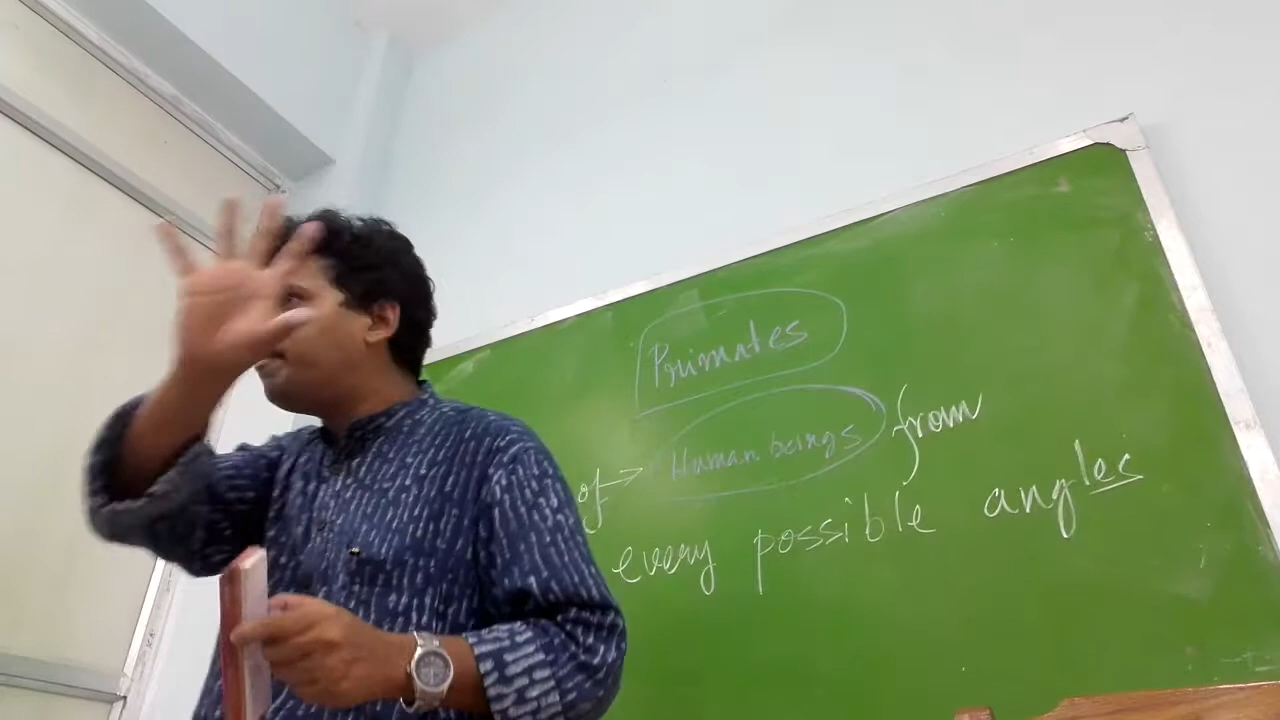 Primates
of → Human beings from
every possible angles